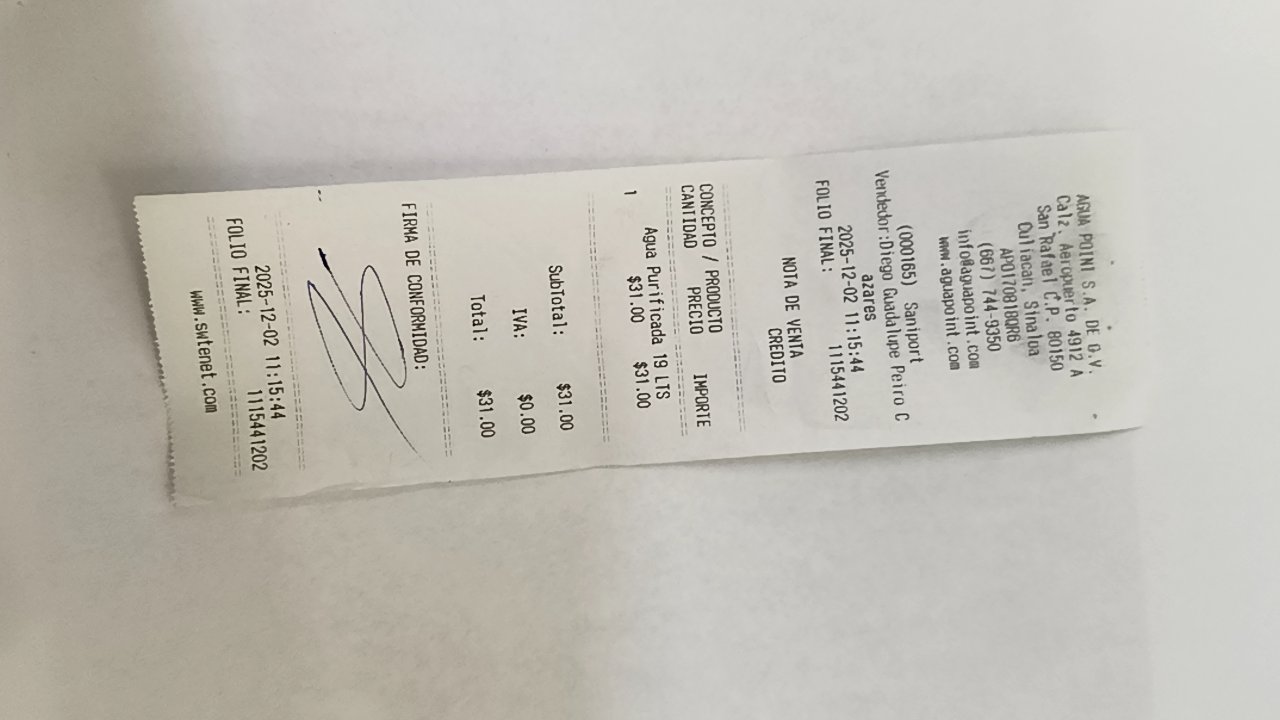 AGUA POINT S.A. DE C.V.
Calz. Aeropuerto 4912 A
San Rafael C.P. 80150
Culiacan, Sinaloa
APO170818QR6
(667) 744-9350
info@aguapoint.com
www.aguapoint.com
(000165) Saniport
Vendedor:Diego Guadalupe Peiro C
azares
2025-12-02 11:15:44
FOLIO FINAL: 1115441202
NOTA DE VENTA
CREDITO
CONCEPTO / PRODUCTO
CANTIDAD PRECIO IMPORTE
Agua Purificada 19 LTS
1 $31.00 $31.00
SubTotal: $31.00
IVA: $0.00
Total: $31.00
FIRMA DE CONFORMIDAD:
--
2025-12-02 11:15:44
FOLIO FINAL: 1115441202
www.swtenet.com